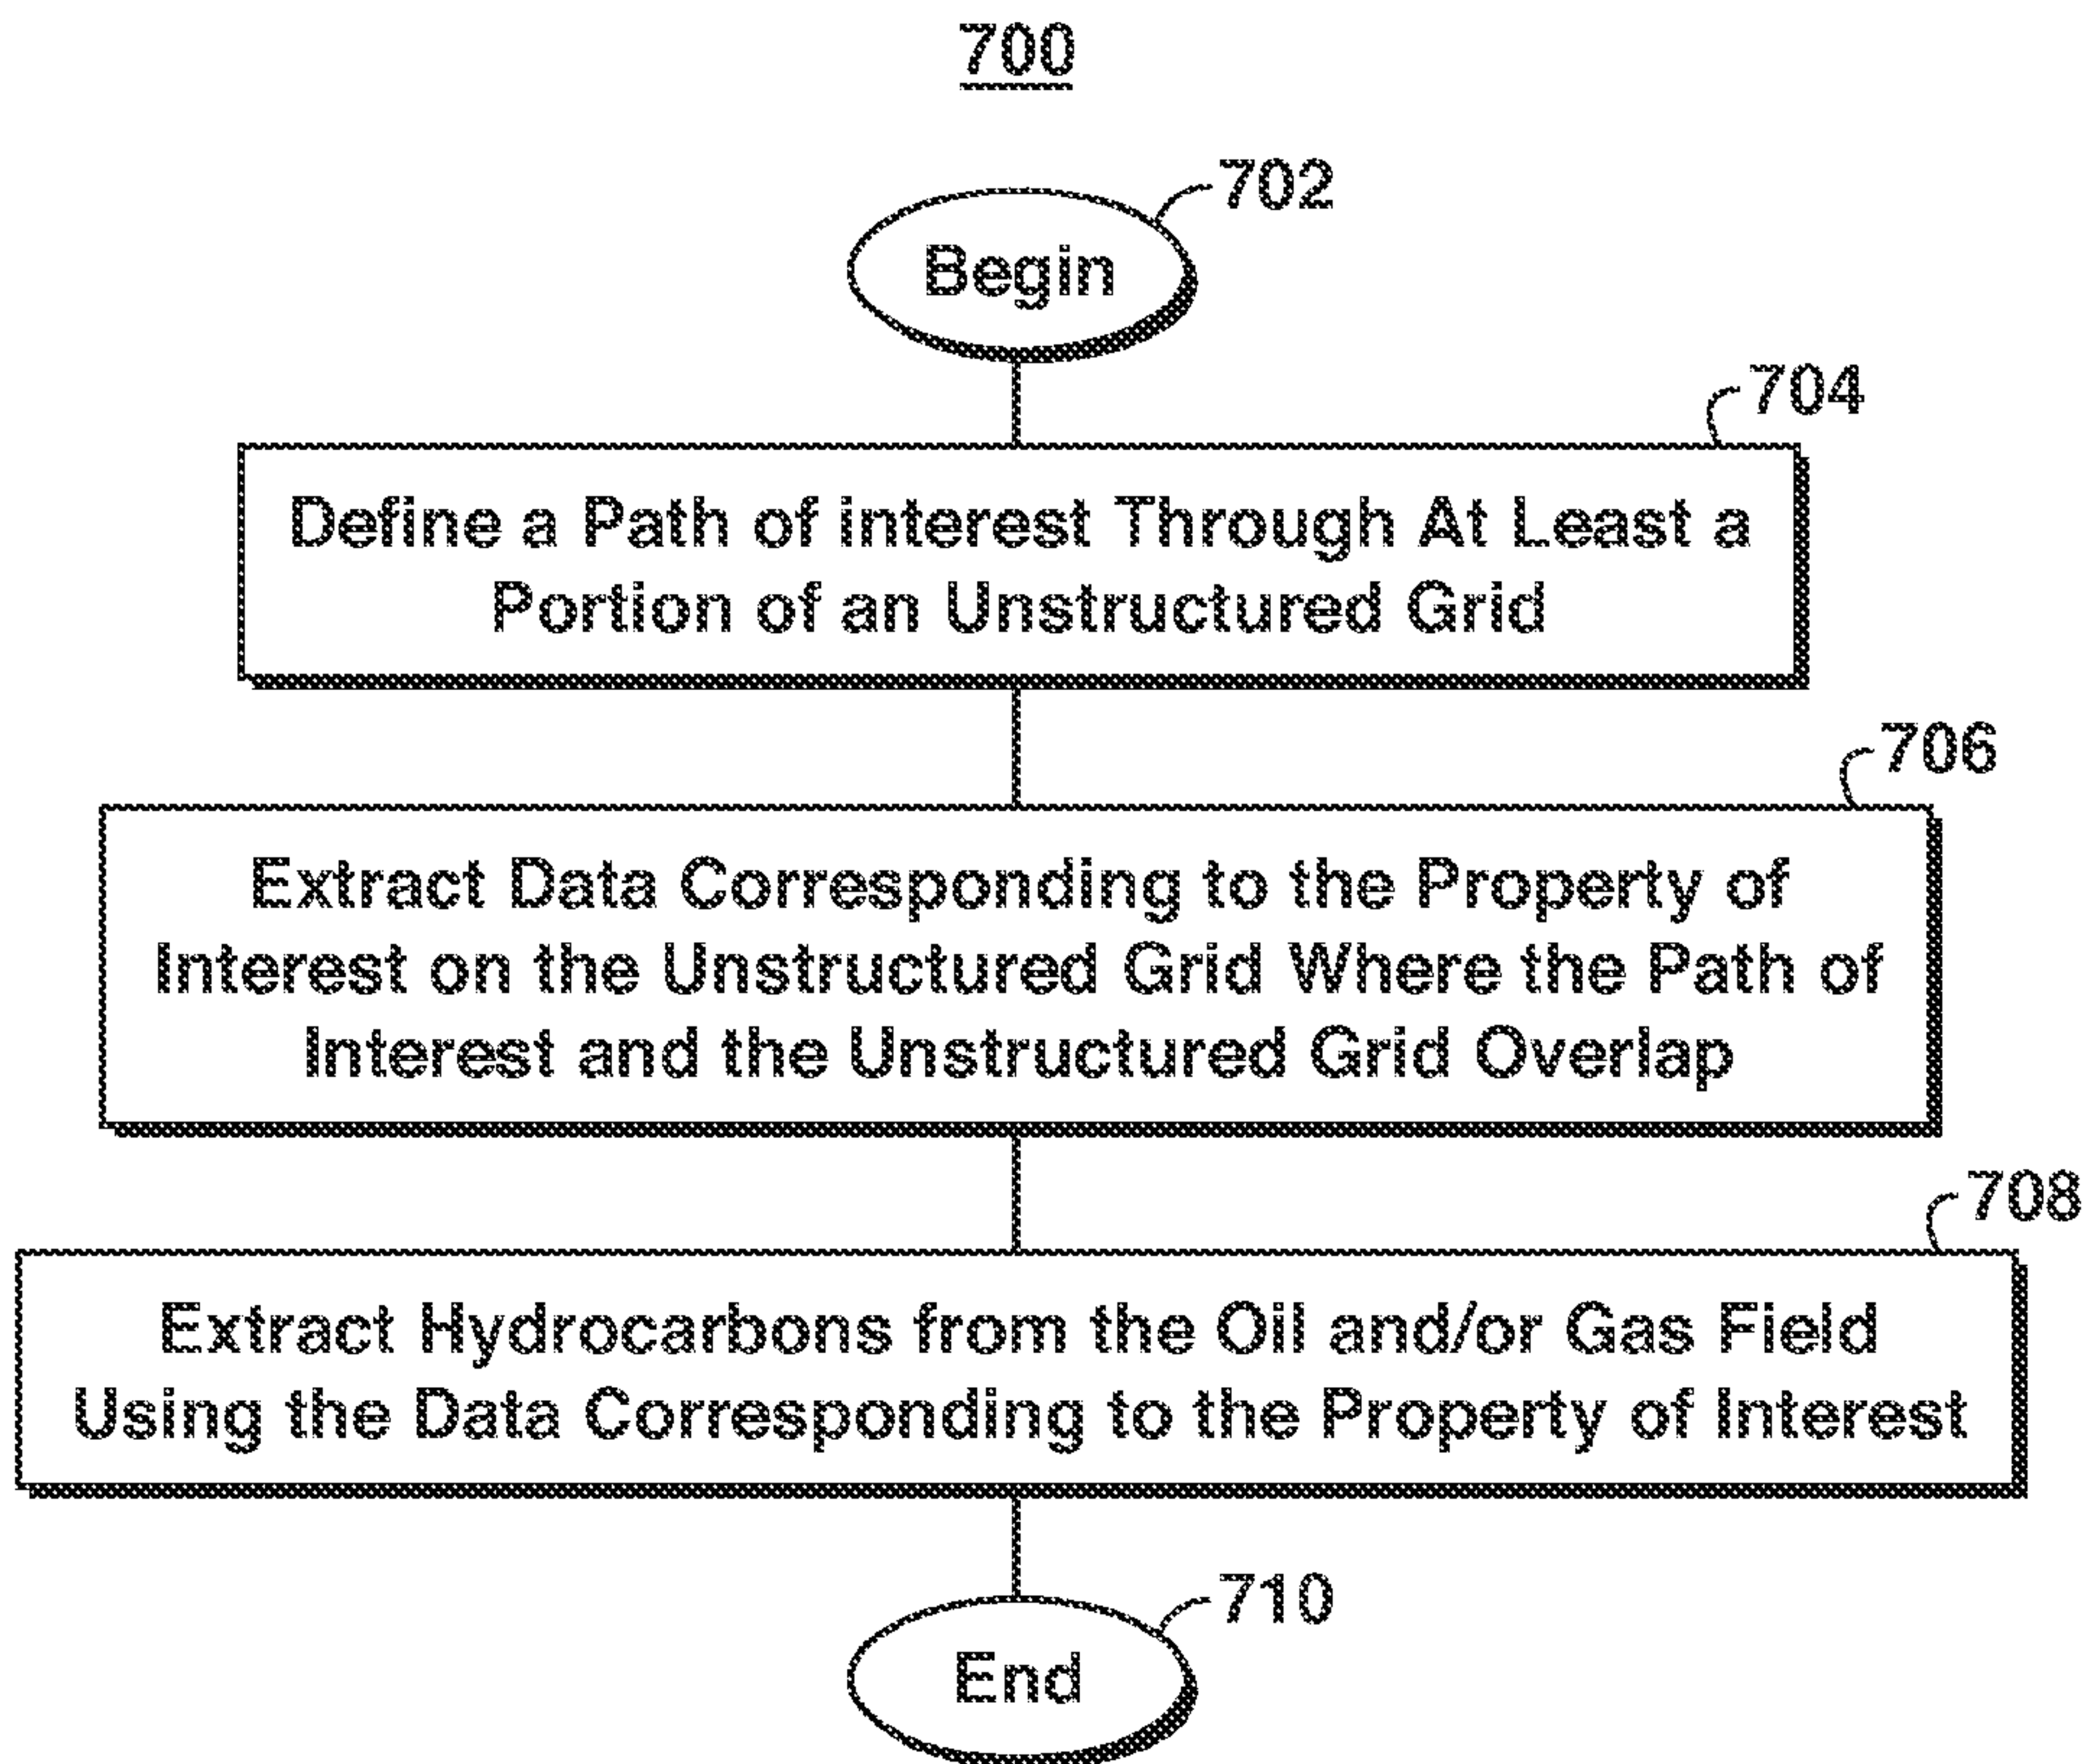 700
702
Begin
704
Define a Path of interest Through At Least a
Portion of an Unstructured Grid
706
Extract Data Corresponding to the Property of
Interest on the Unstructured Grid Where the Path of
Interest and the Unstructured Grid Overlap
708
Extract Hydrocarbons from the Oil and/or Gas Field
Using the Data Corresponding to the Property of Interest
710
End